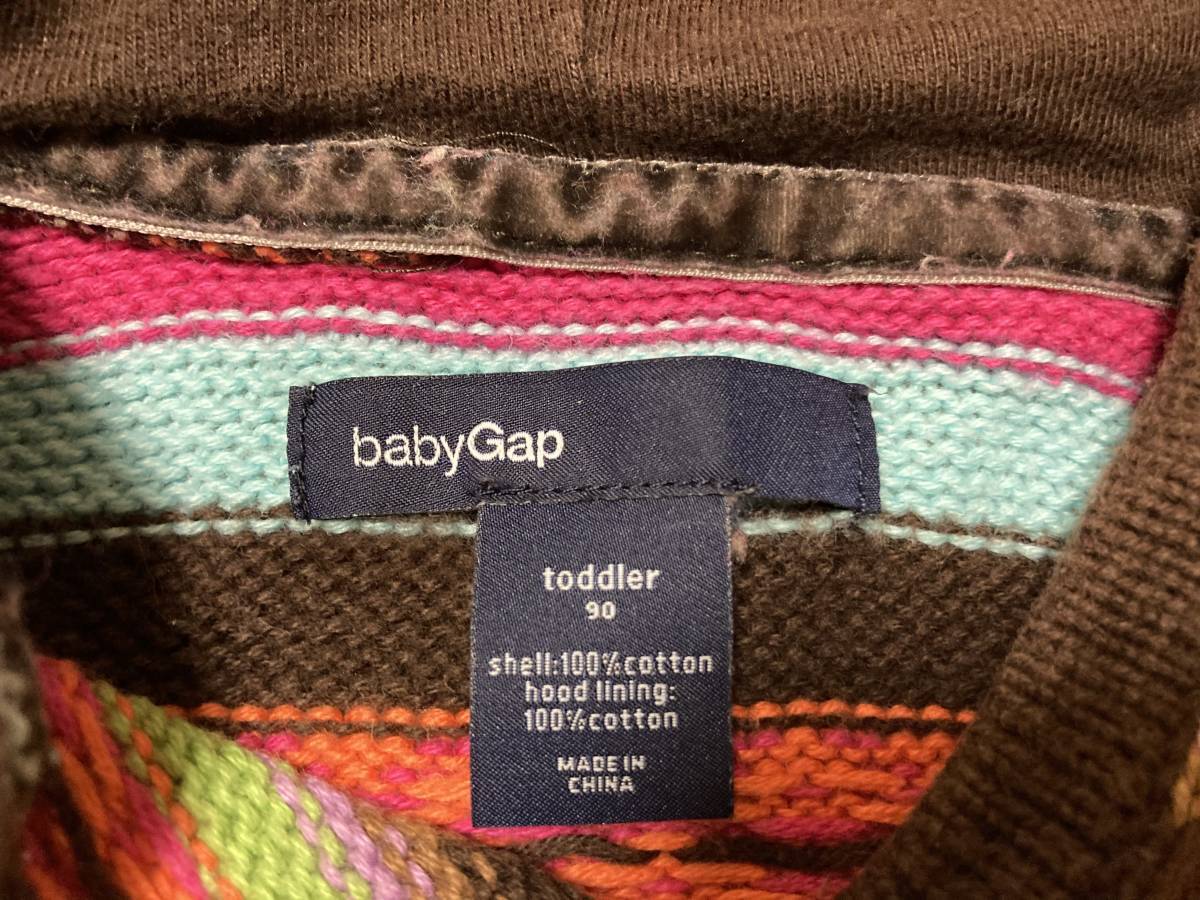 babyGap
toddler
90
shell:100%cotton
hood lining:
100%cotton
MADE IN
CHINA